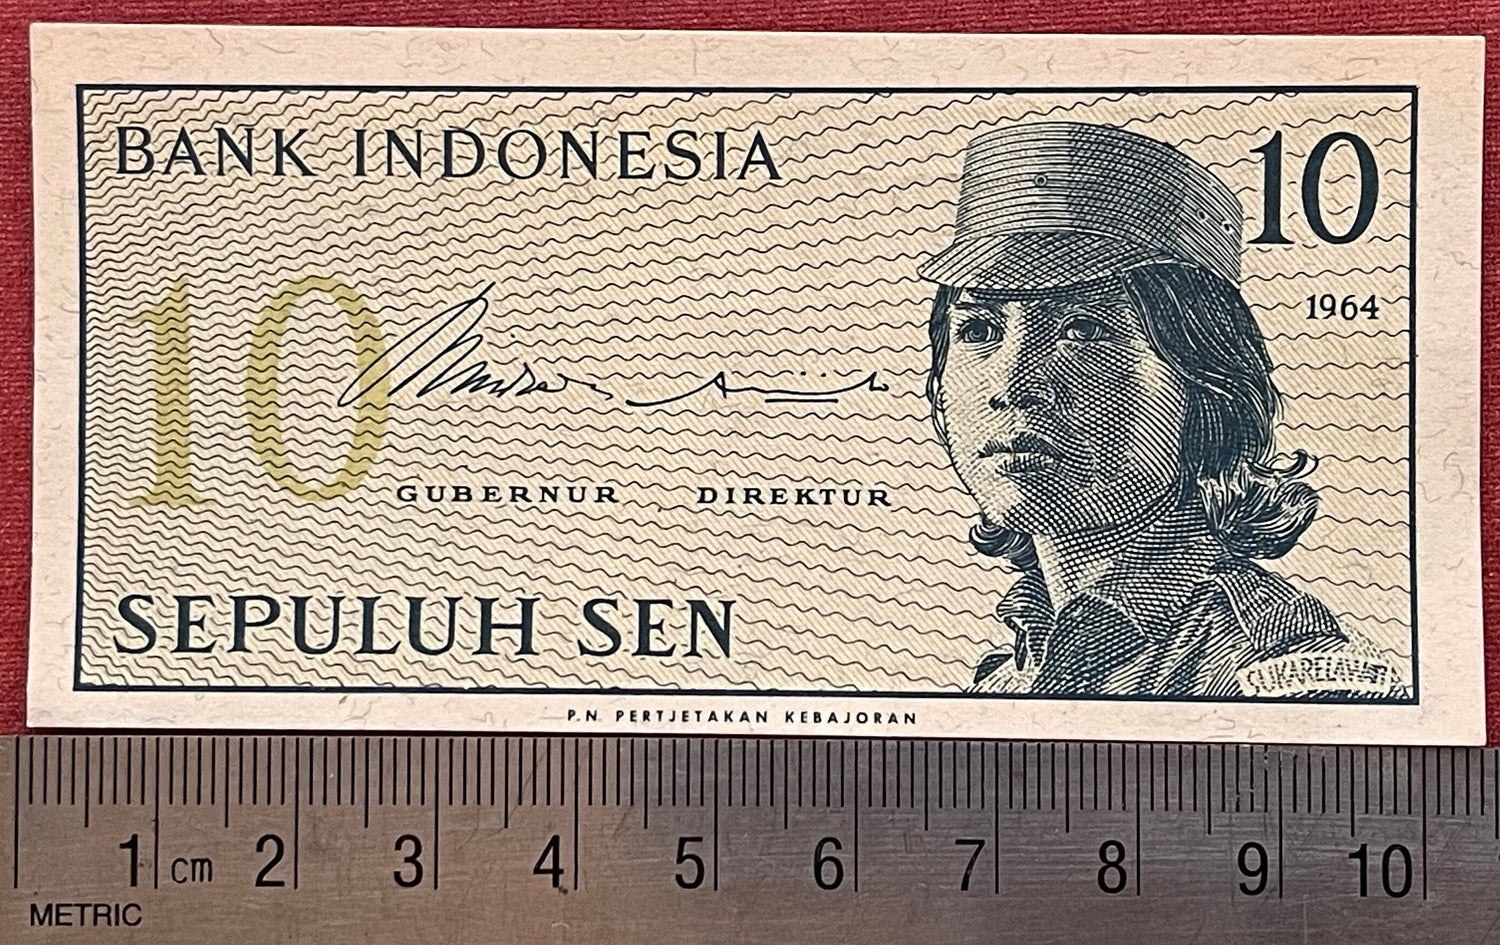 BANK INDONESIA
10
1964
10
GUBERNUR DIREKTUR
SEPULUH SEN
SUKARELAWATI
P.N. PERTJETAKAN KEBAJORAN
1 cm 2 3 4 5 6 7 8 9 10
METRIC